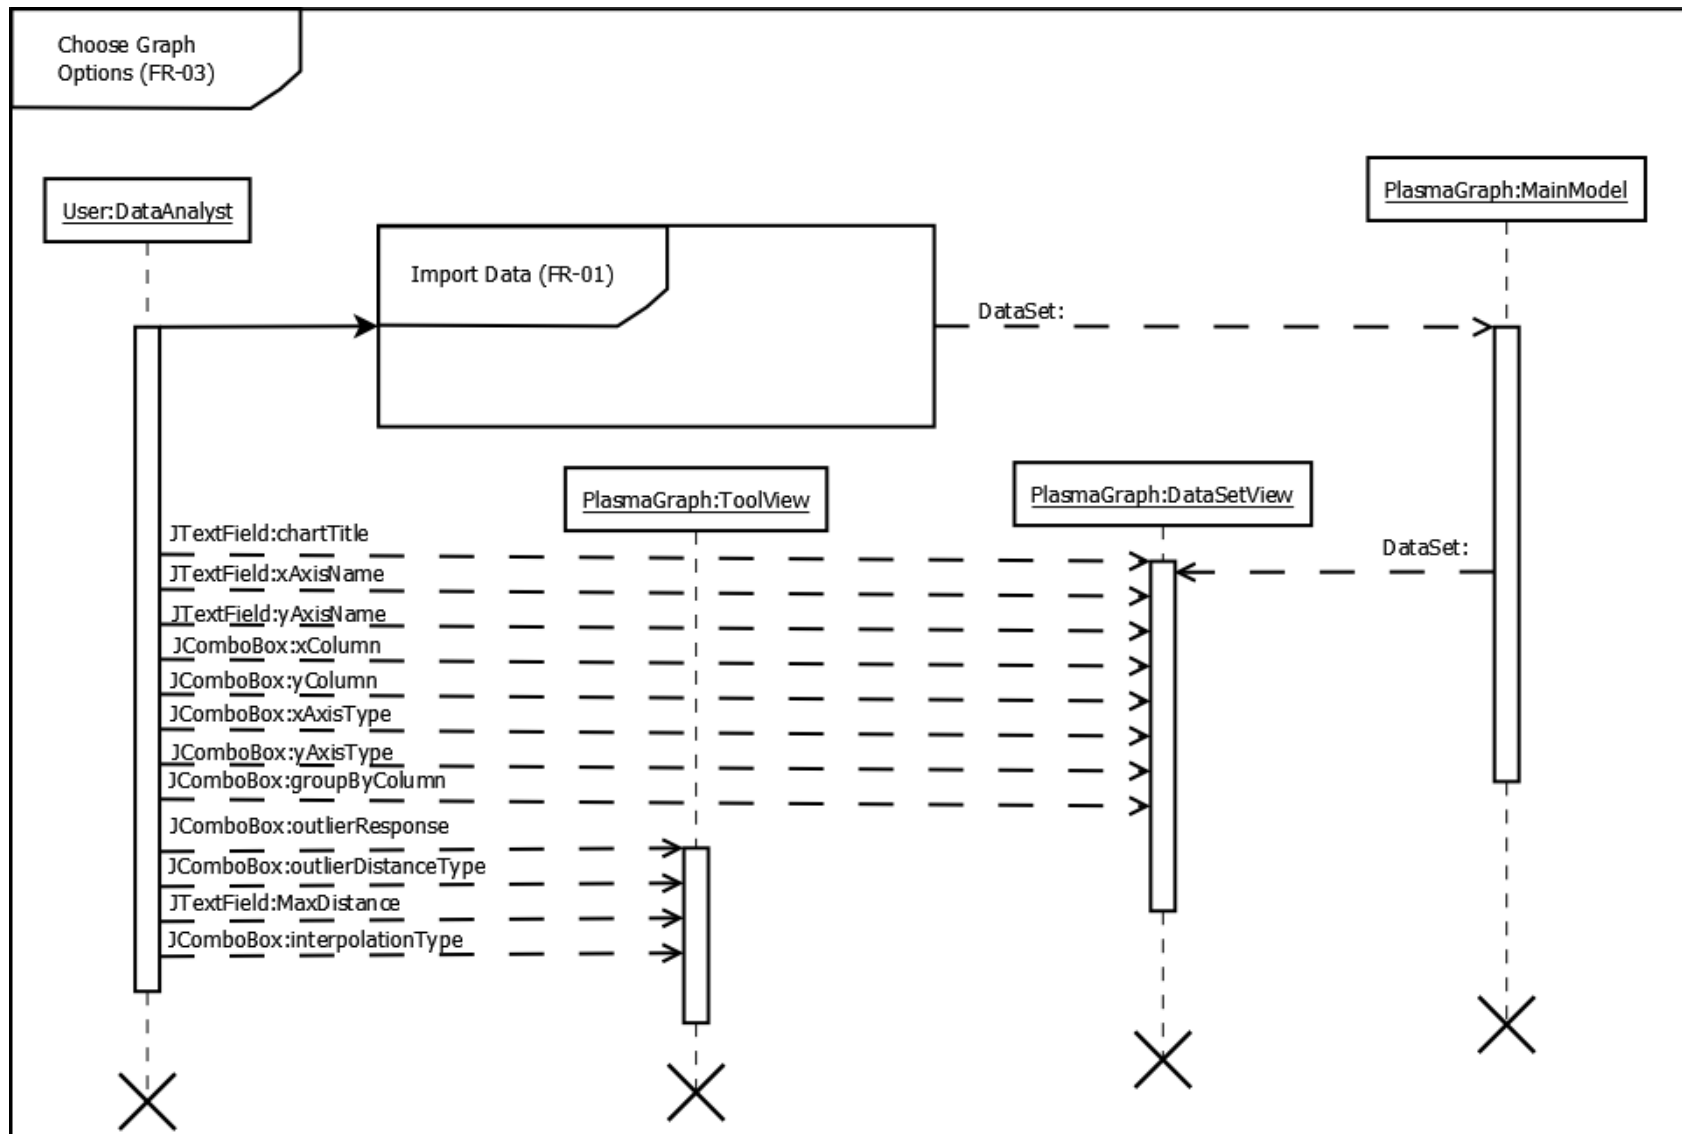 Choose Graph
Options (FR-03)
User:DataAnalyst
PlasmaGraph:MainModel
Import Data (FR-01)
DataSet:
PlasmaGraph:ToolView
PlasmaGraph:DataSetView
JTextField:chartTitle
DataSet:
JTextField:xAxisName
JTextField:yAxisName
JComboBox:xColumn
JComboBox:yColumn
JComboBox:xAxisType
JComboBox:yAxisType
JComboBox:groupByColumn
JComboBox:outlierResponse
JComboBox:outlierDistanceType
JTextField:MaxDistance
JComboBox:interpolationType